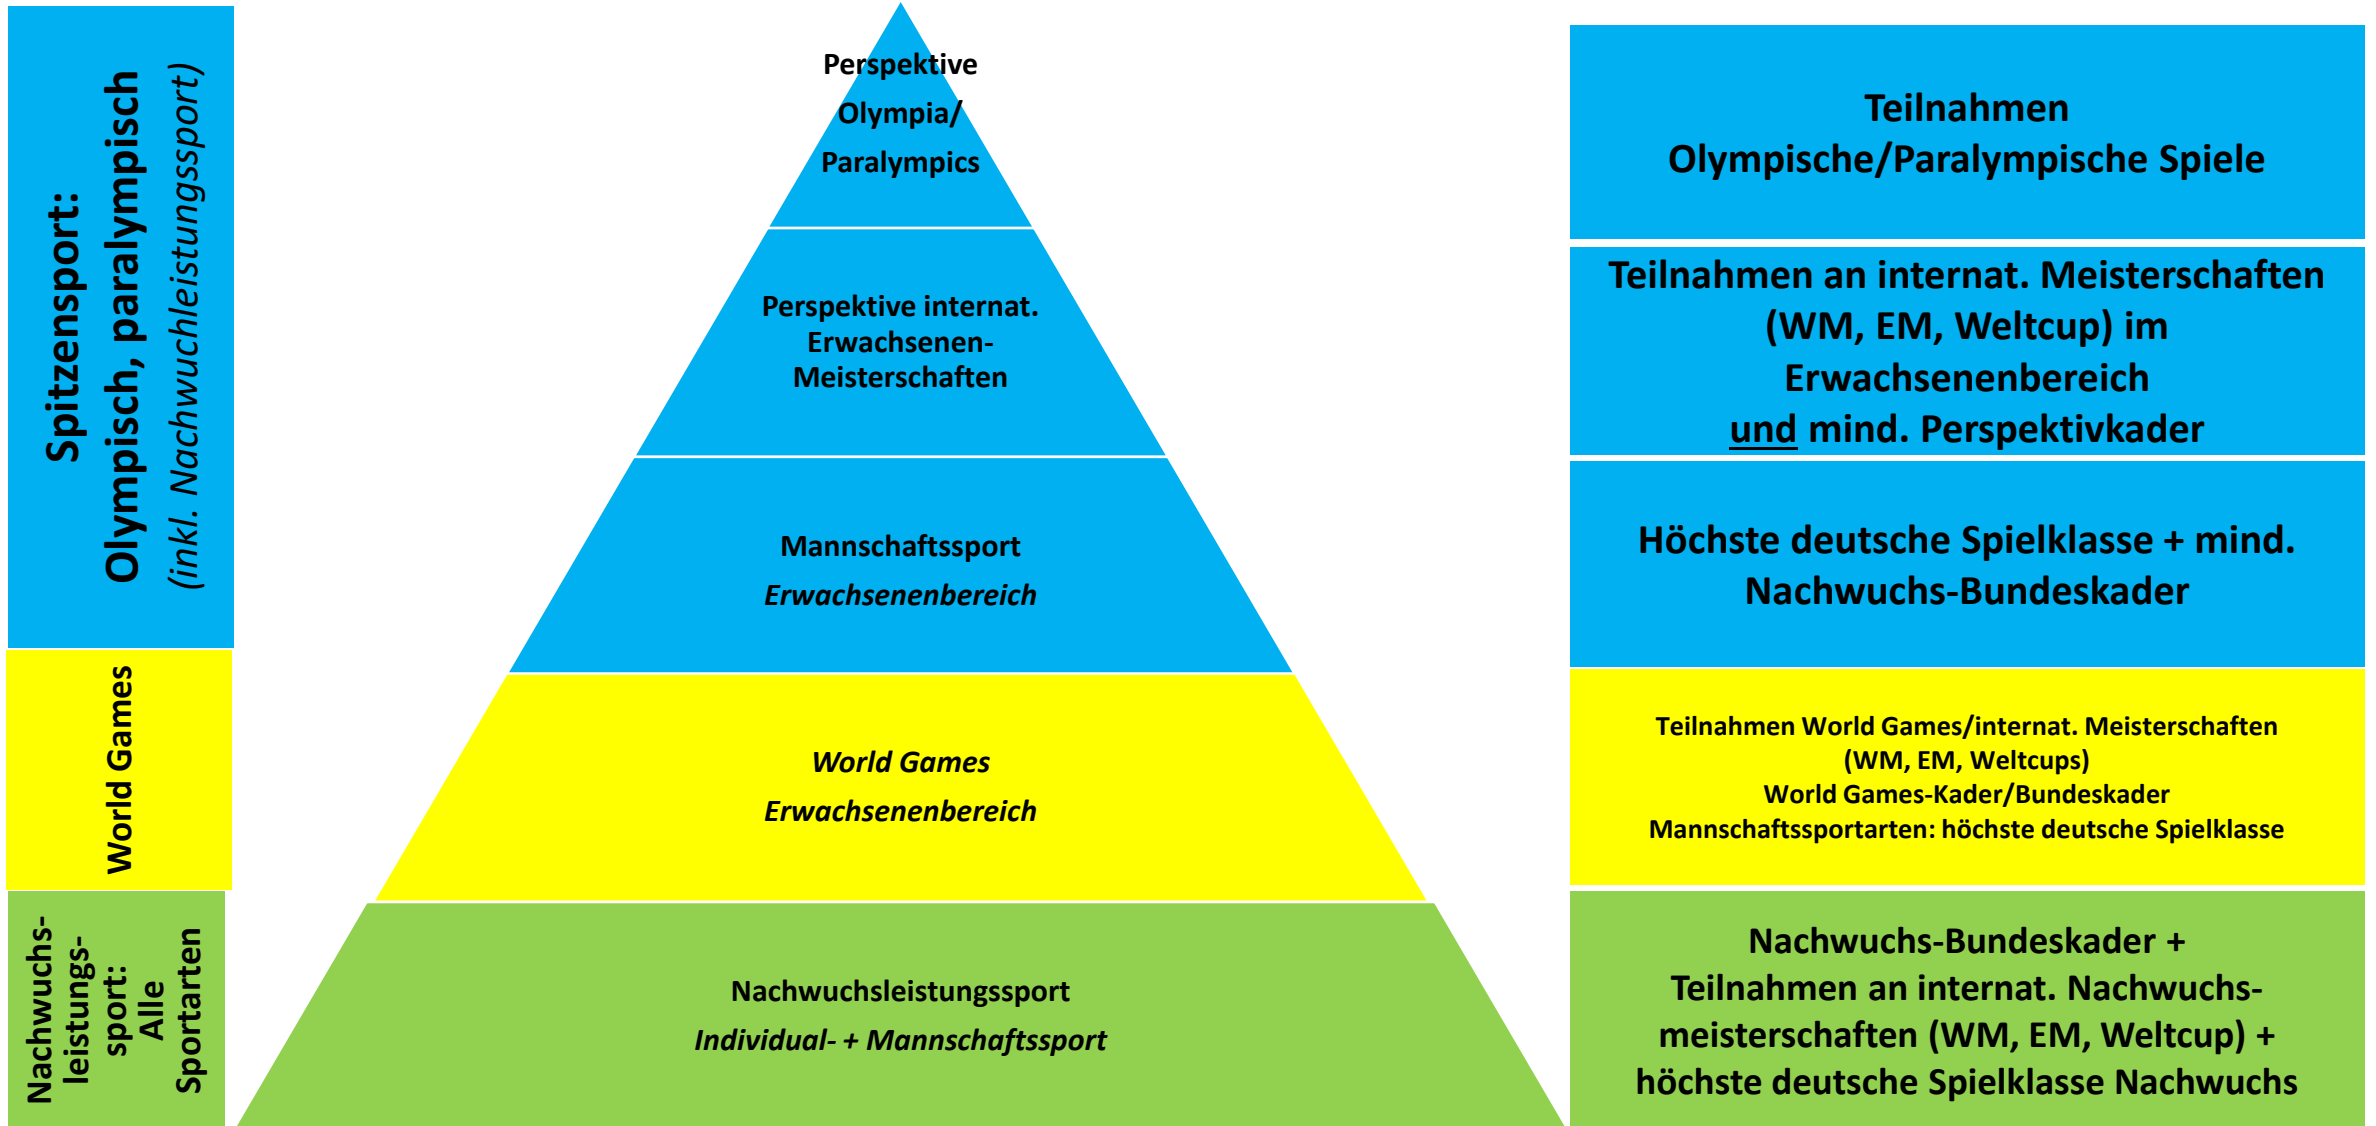 Spitzensport:
Olympisch, paralympisch
(inkl. Nachwuchleistungssport)
World Games
Nachwuchs-
leistungs-
sport:
Alle
Sportarten
Perspektive
Olympia/
Paralympics
Perspektive internat.
Erwachsenen-
Meisterschaften
Mannschaftssport
Erwachsenenbereich
World Games
Erwachsenenbereich
Nachwuchsleistungssport
Individual- + Mannschaftssport
Teilnahmen
Olympische/Paralympische Spiele
Teilnahmen an internat. Meisterschaften
(WM, EM, Weltcup) im
Erwachsenenbereich
und mind. Perspektivkader
Höchste deutsche Spielklasse + mind.
Nachwuchs-Bundeskader
Teilnahmen World Games/internat. Meisterschaften
(WM, EM, Weltcups)
World Games-Kader/Bundeskader
Mannschaftssportarten: höchste deutsche Spielklasse
Nachwuchs-Bundeskader +
Teilnahmen an internat. Nachwuchs-
meisterschaften (WM, EM, Weltcup) +
höchste deutsche Spielklasse Nachwuchs